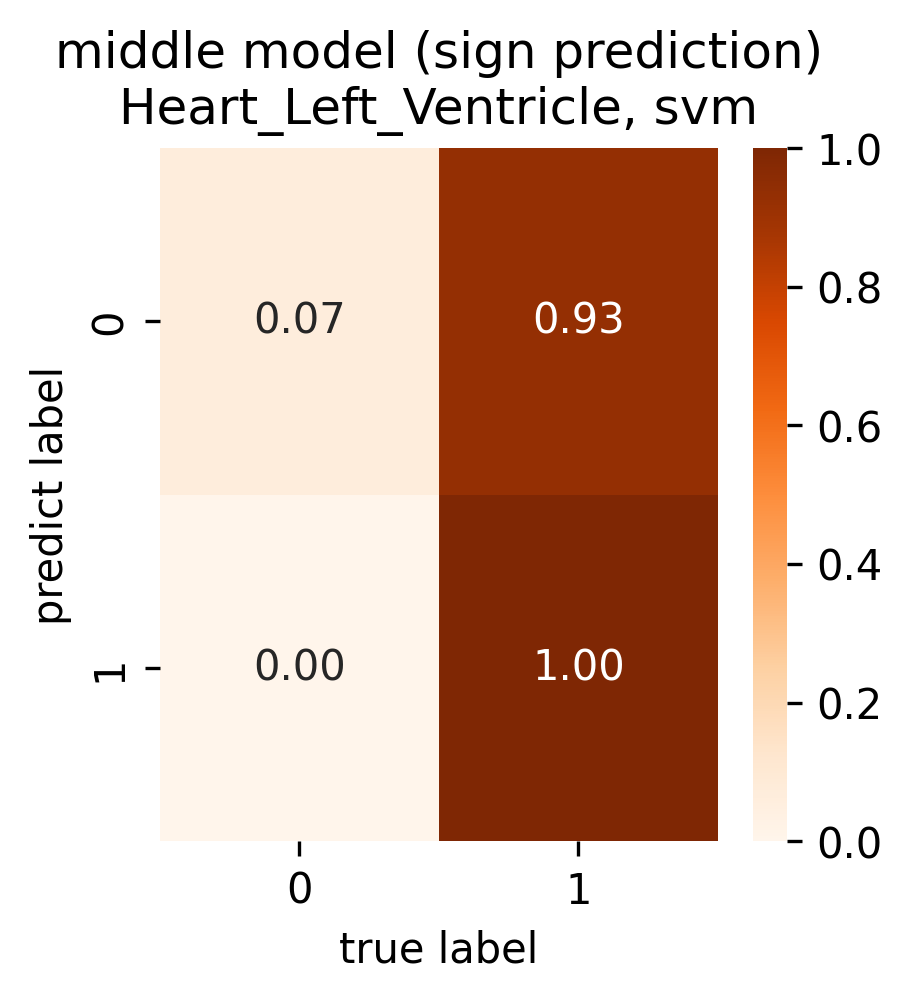 middle model (sign prediction)
Heart_Left_Ventricle, svm
1.0
0.8
0.6
0.4
0.2
0.0
predict label
0
1
0.07 0.93
0.00 1.00
0 1
true label